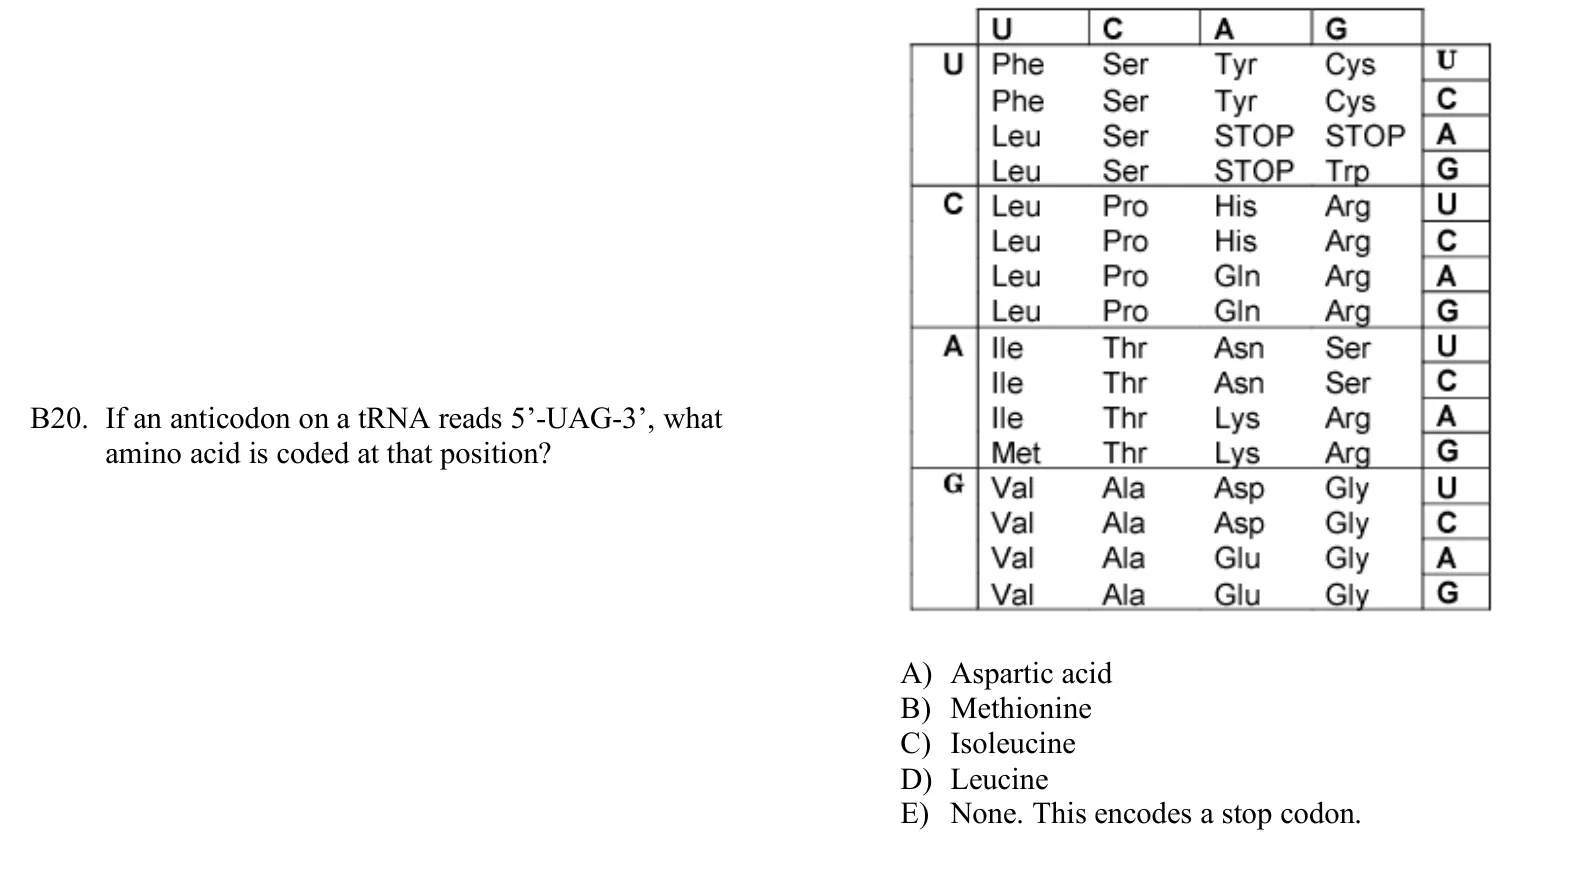 U C A G
U Phe Ser Tyr Cys U
Phe Ser Tyr Cys C
Leu Ser STOP STOP A
Leu Ser STOP Trp G
C Leu Pro His Arg U
Leu Pro His Arg C
Leu Pro Gln Arg A
Leu Pro Gln Arg G
A Ile Thr Asn Ser U
Ile Thr Asn Ser C
Ile Thr Lys Arg A
Met Thr Lys Arg G
G Val Ala Asp Gly U
Val Ala Asp Gly C
Val Ala Glu Gly A
Val Ala Glu Gly G
B20. If an anticodon on a tRNA reads 5’-UAG-3’, what
amino acid is coded at that position?
A) Aspartic acid
B) Methionine
C) Isoleucine
D) Leucine
E) None. This encodes a stop codon.